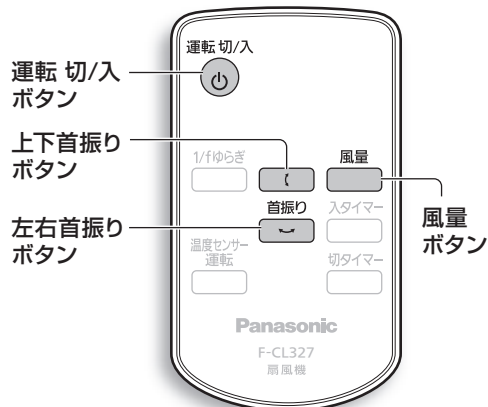 運転 切/入
運転 切/入
ボタン
上下首振り
ボタン
1/fゆらぎ
風量
首振り
入タイマー
左右首振り
ボタン
風量
ボタン
温度センサー
運転
切タイマー
Panasonic
F-CL327
扇風機